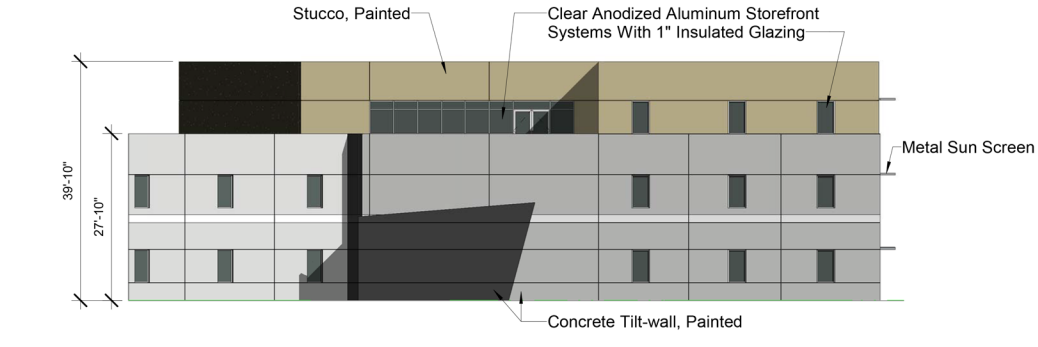 Stucco, Painted
Clear Anodized Aluminum Storefront
Systems With 1" Insulated Glazing
Metal Sun Screen
39'-10"
27'-10"
Concrete Tilt-wall, Painted